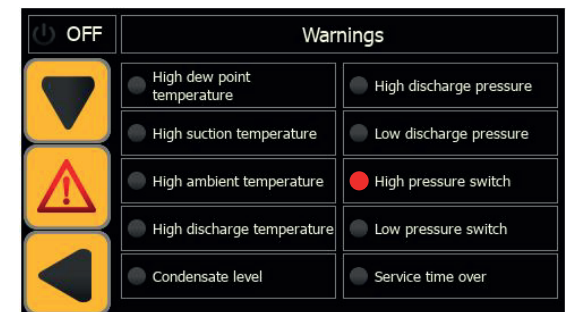 OFF
Warnings
High dew point
temperature
High discharge pressure
High suction temperature
Low discharge pressure
High ambient temperature
High pressure switch
High discharge temperature
Low pressure switch
Condensate level
Service time over